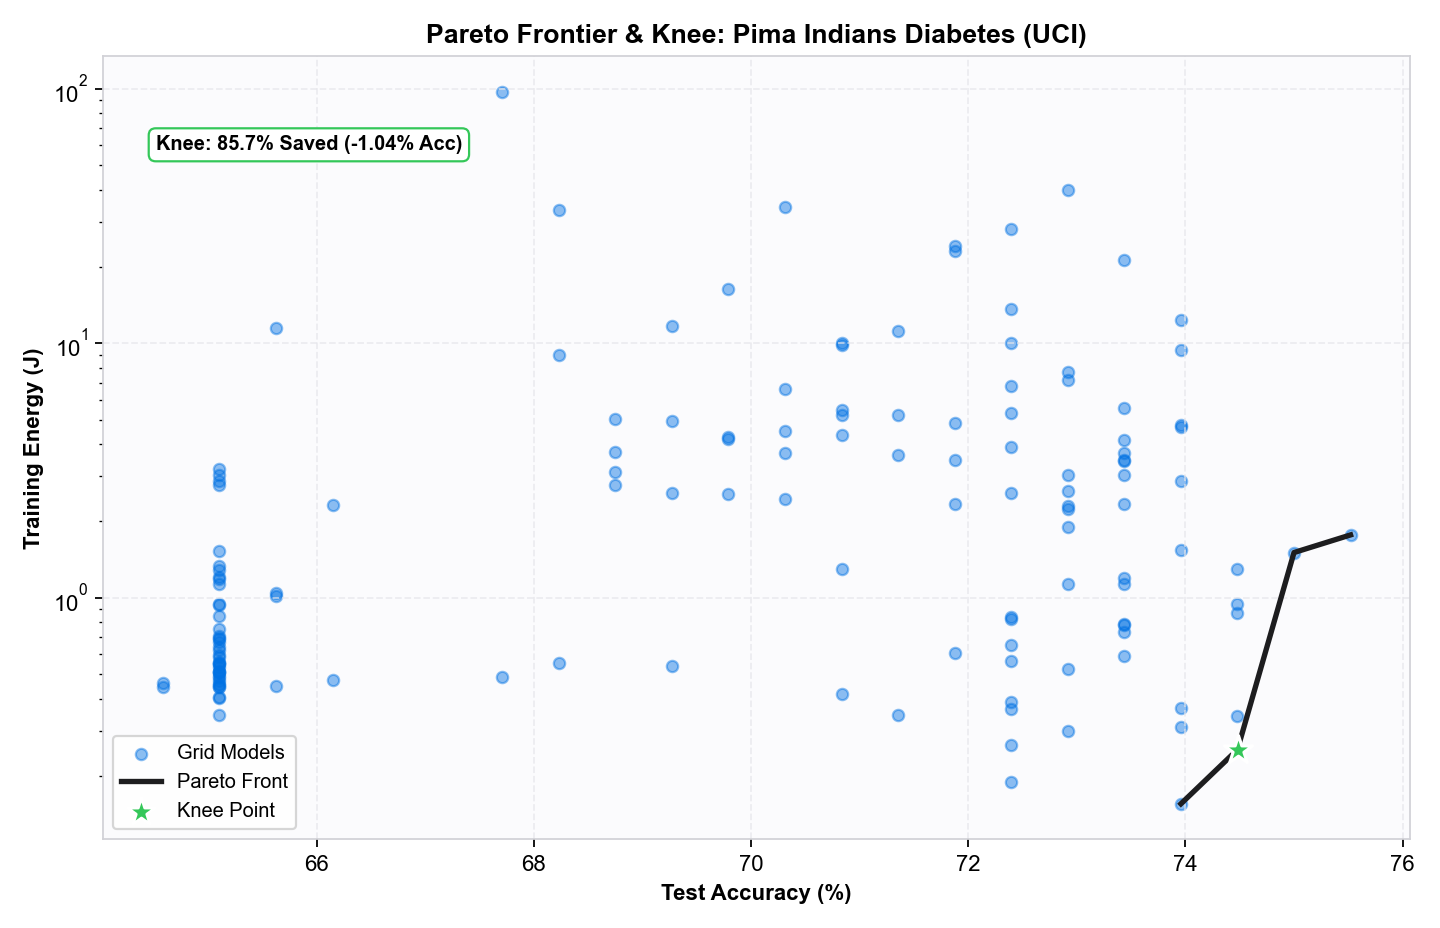 Pareto Frontier & Knee: Pima Indians Diabetes (UCI)
Knee: 85.7% Saved (-1.04% Acc)
Training Energy (J)
10²
10¹
10⁰
Grid Models
Pareto Front
Knee Point
66 68 70 72 74 76
Test Accuracy (%)